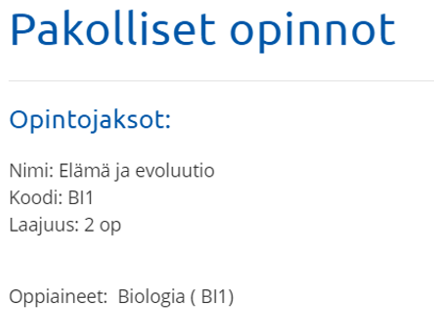 Pakolliset opinnot
Opintojaksot:
Nimi: Elämä ja evoluutio
Koodi: BI1
Laajuus: 2 op
Oppiaineet:  Biologia ( BI1)